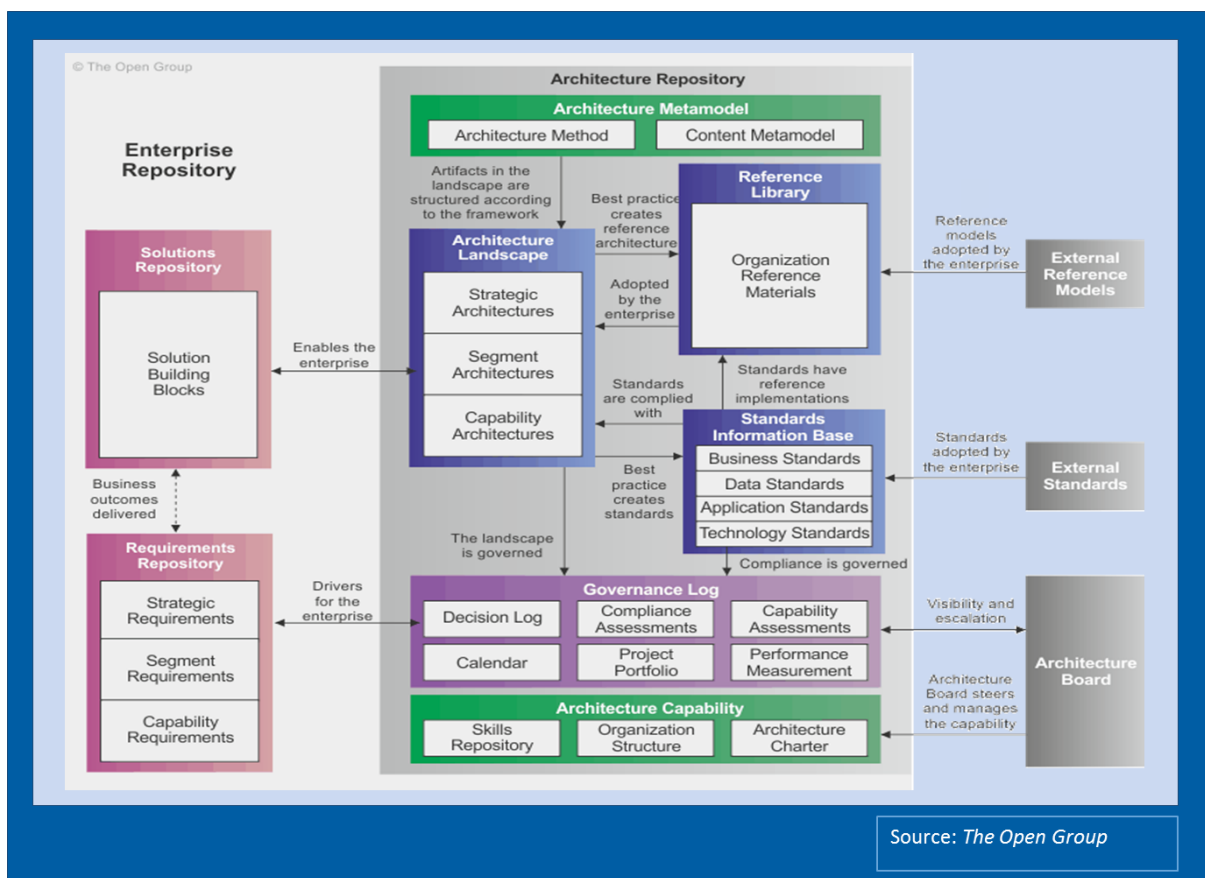 © The Open Group
Architecture Repository
Architecture Metamodel
Architecture Method
Content Metamodel
Enterprise
Repository
Artifacts in the
landscape are
structured according
to the framework
Best practice
creates
reference
architecture
Reference
Library
Organization
Reference
Materials
Reference
models
adopted by
the enterprise
External
Reference
Models
Solutions
Repository
Solution
Building
Blocks
Enables the
enterprise
Architecture
Landscape
Strategic
Architectures
Segment
Architectures
Capability
Architectures
Adopted
by the
enterprise
Standards
are complied
with
Standards have
reference
implementations
Best
practice
creates
standards
Standards
Information Base
Business Standards
Data Standards
Application Standards
Technology Standards
Standards
adopted by
the enterprise
External
Standards
Business
outcomes
delivered
The landscape
is governed
Compliance is governed
Requirements
Repository
Strategic
Requirements
Segment
Requirements
Capability
Requirements
Drivers
for the
enterprise
Governance Log
Decision Log
Compliance
Assessments
Capability
Assessments
Calendar
Project
Portfolio
Performance
Measurement
Visibility and
escalation
Architecture
Board
Architecture
Board steers
and manages
the capability
Architecture Capability
Skills
Repository
Organization
Structure
Architecture
Charter
Source: The Open Group